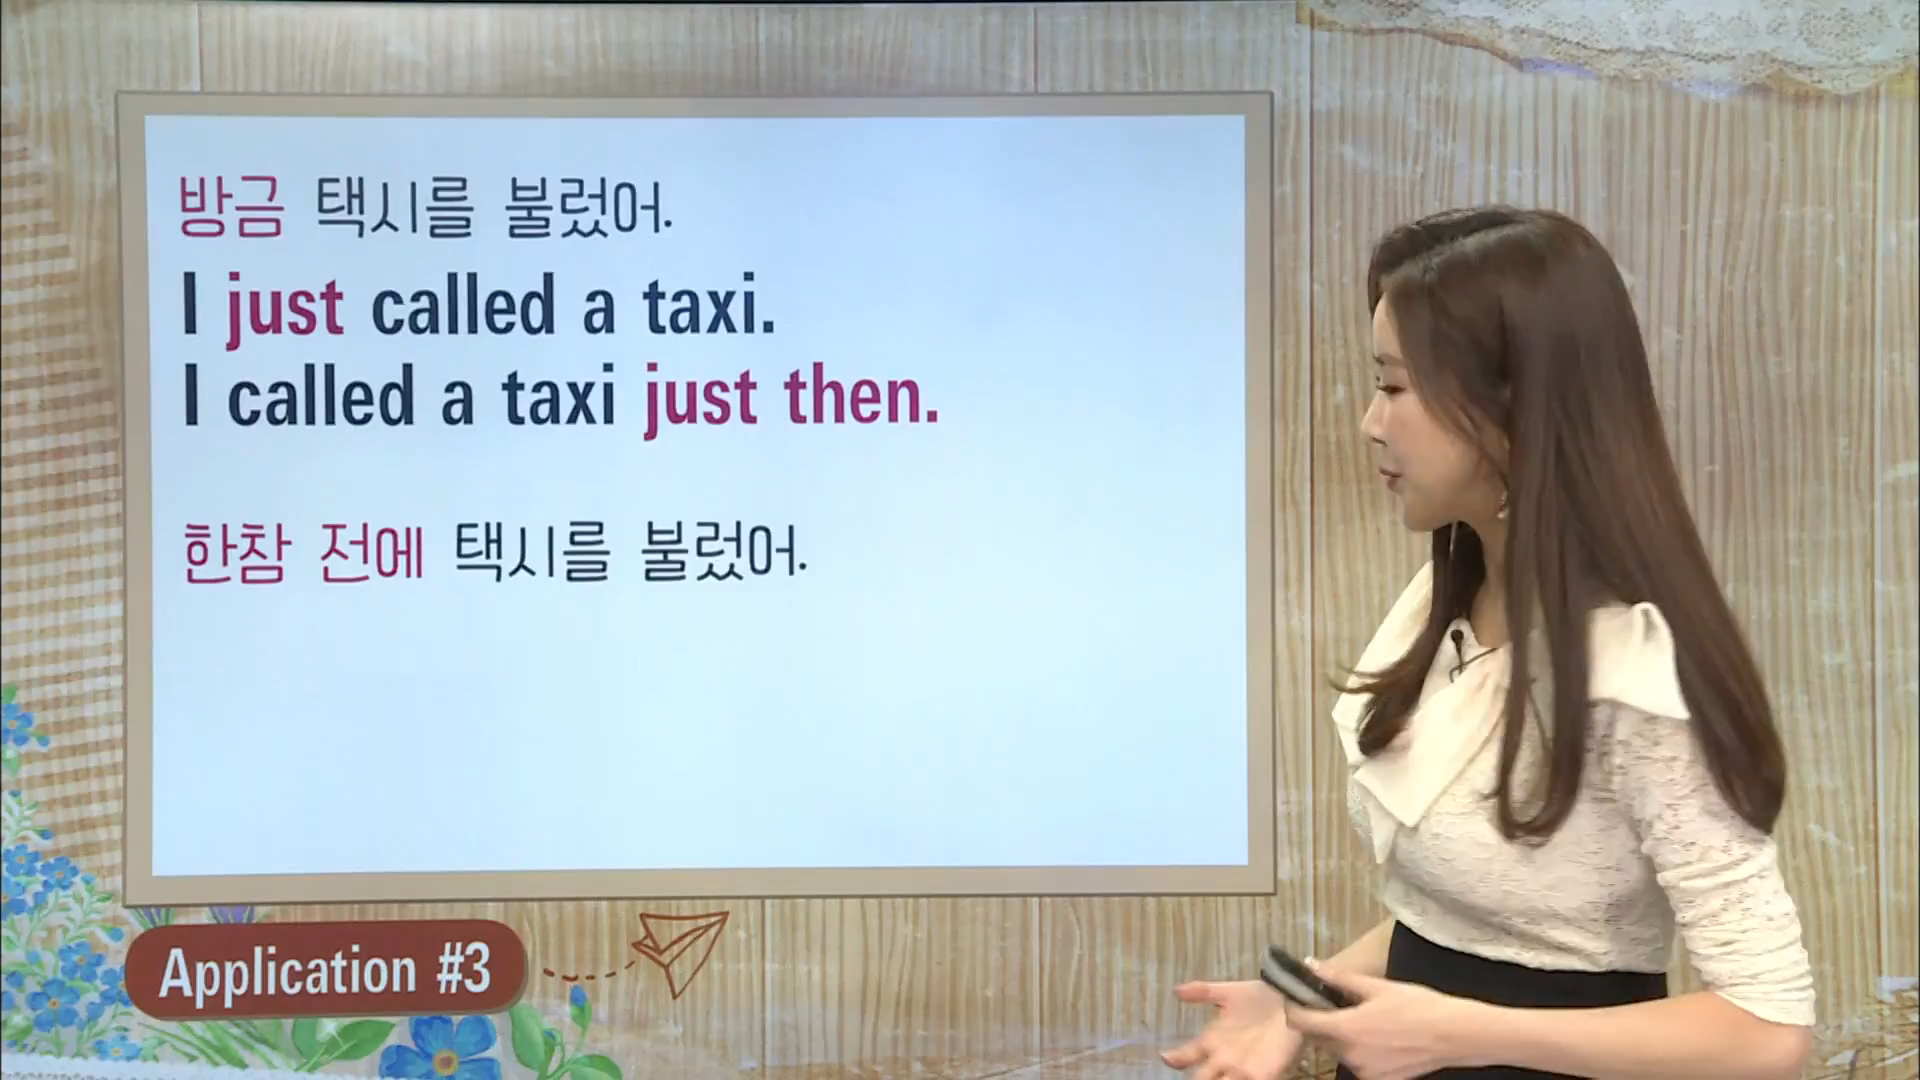 방금 택시를 불렀어.
I just called a taxi.
I called a taxi just then.
한참 전에 택시를 불렀어.
Application #3